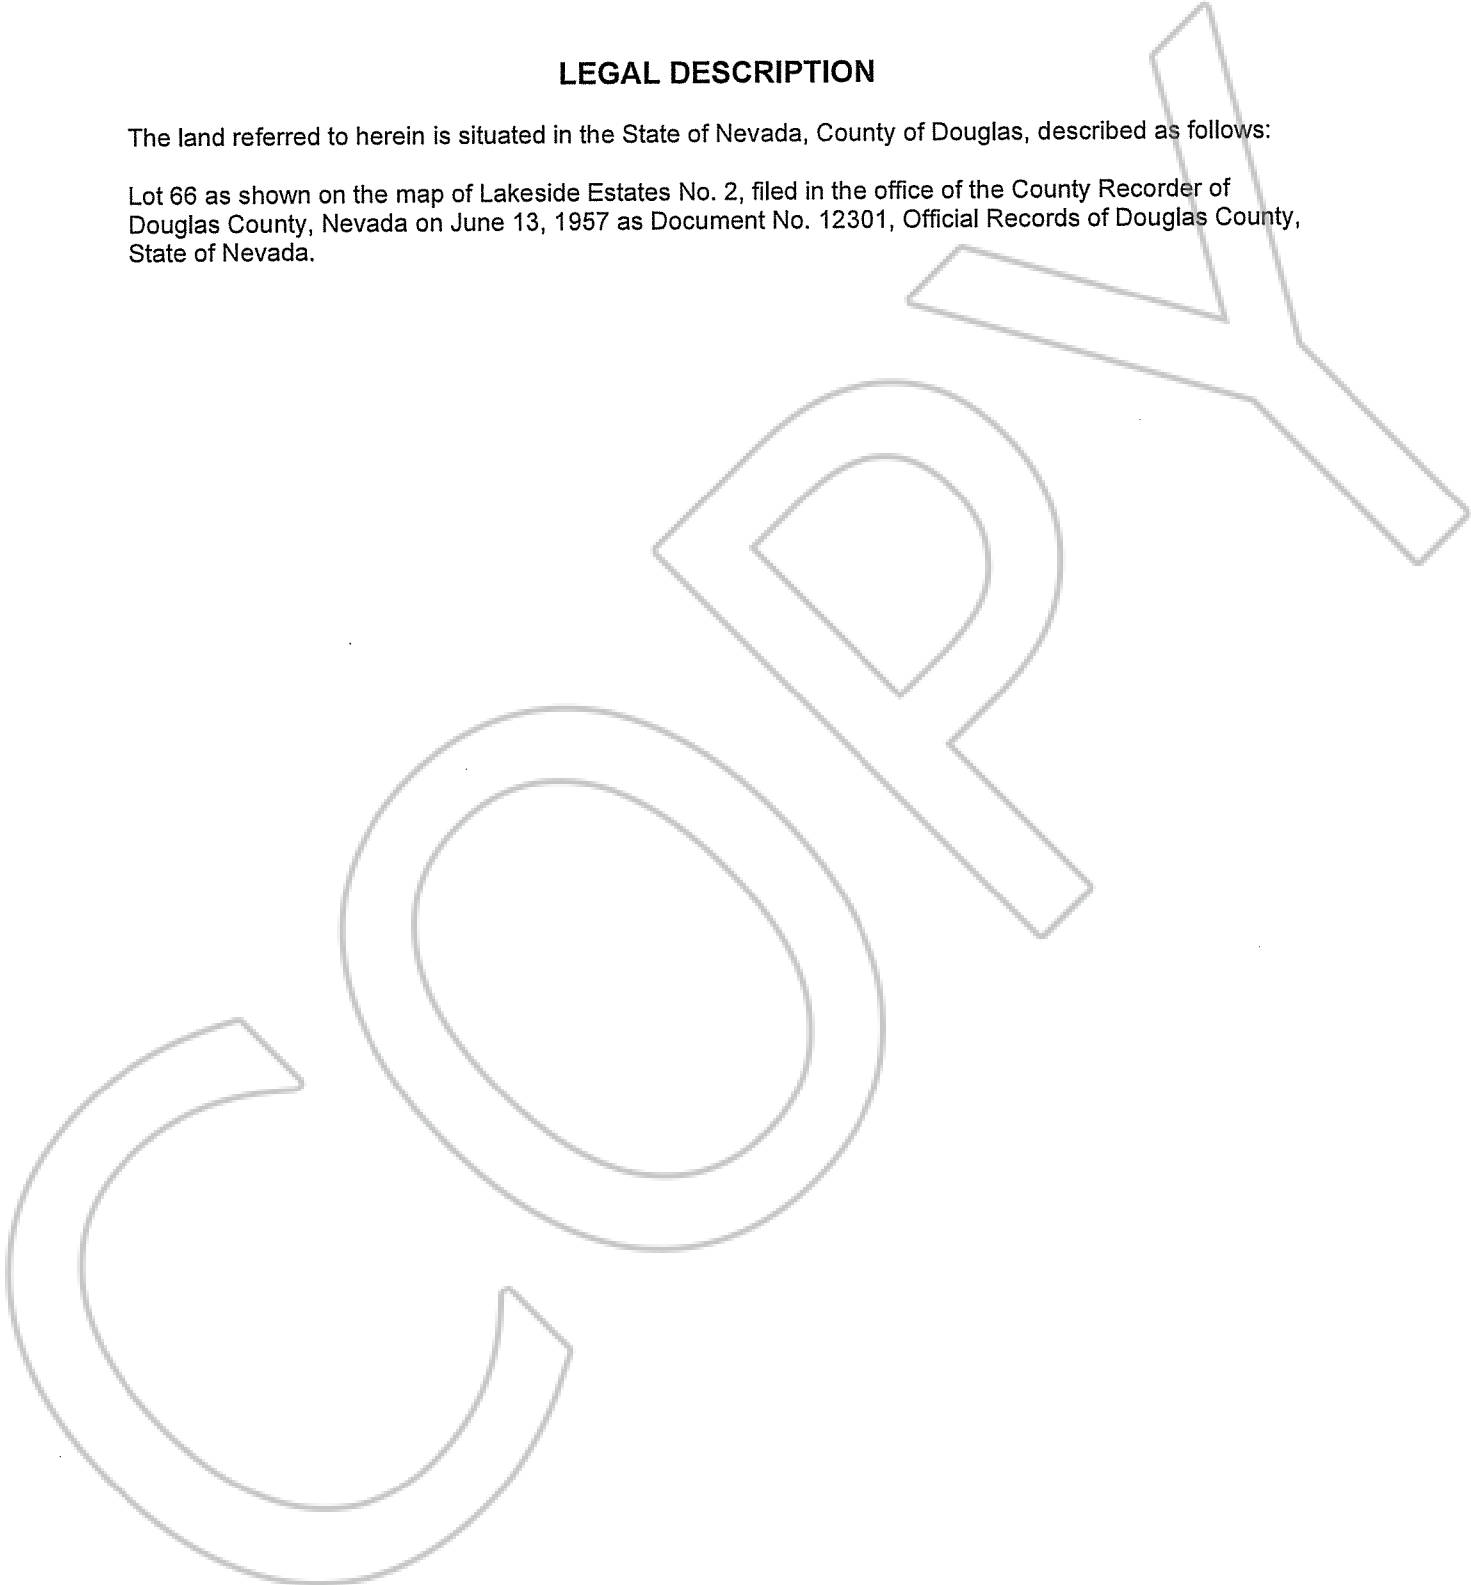 LEGAL DESCRIPTION
The land referred to herein is situated in the State of Nevada, County of Douglas, described as follows:
Lot 66 as shown on the map of Lakeside Estates No. 2, filed in the office of the County Recorder of
Douglas County, Nevada on June 13, 1957 as Document No. 12301, Official Records of Douglas County,
State of Nevada.
COPY